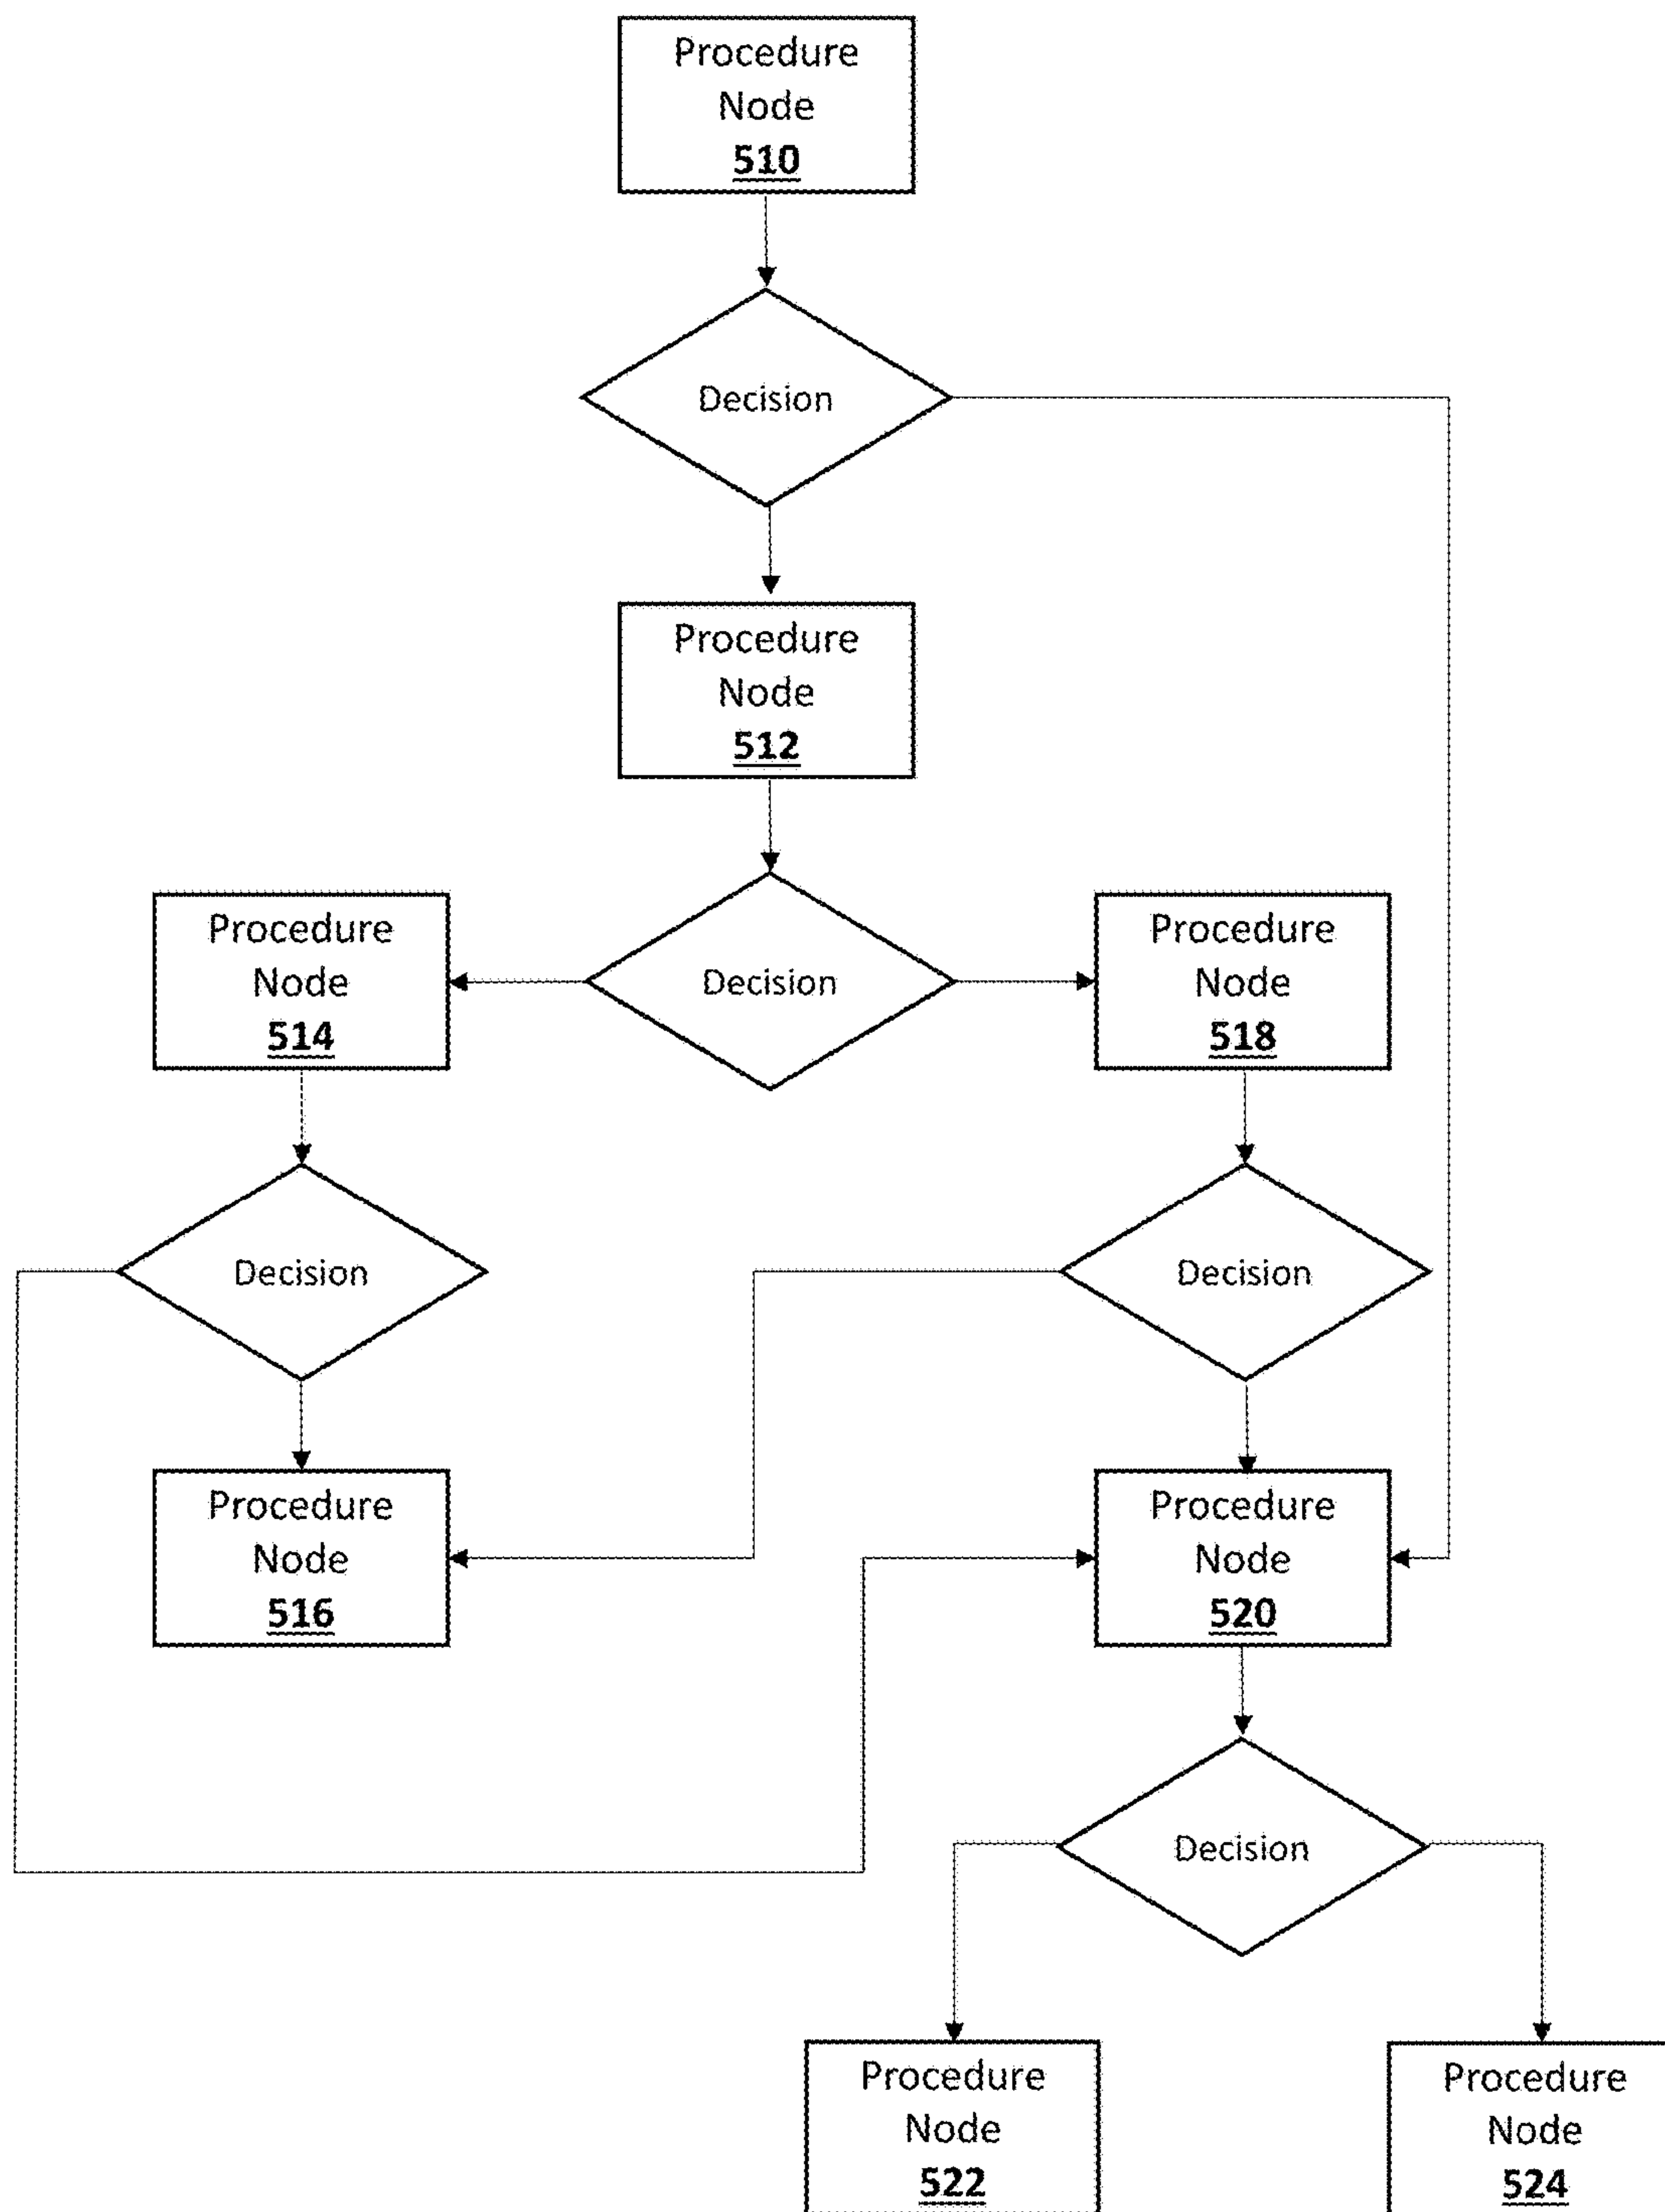 Procedure
Node
510
Decision
Procedure
Node
512
Procedure
Node
514
Decision
Procedure
Node
518
Decision
Decision
Procedure
Node
516
Procedure
Node
520
Decision
Procedure
Node
522
Procedure
Node
524